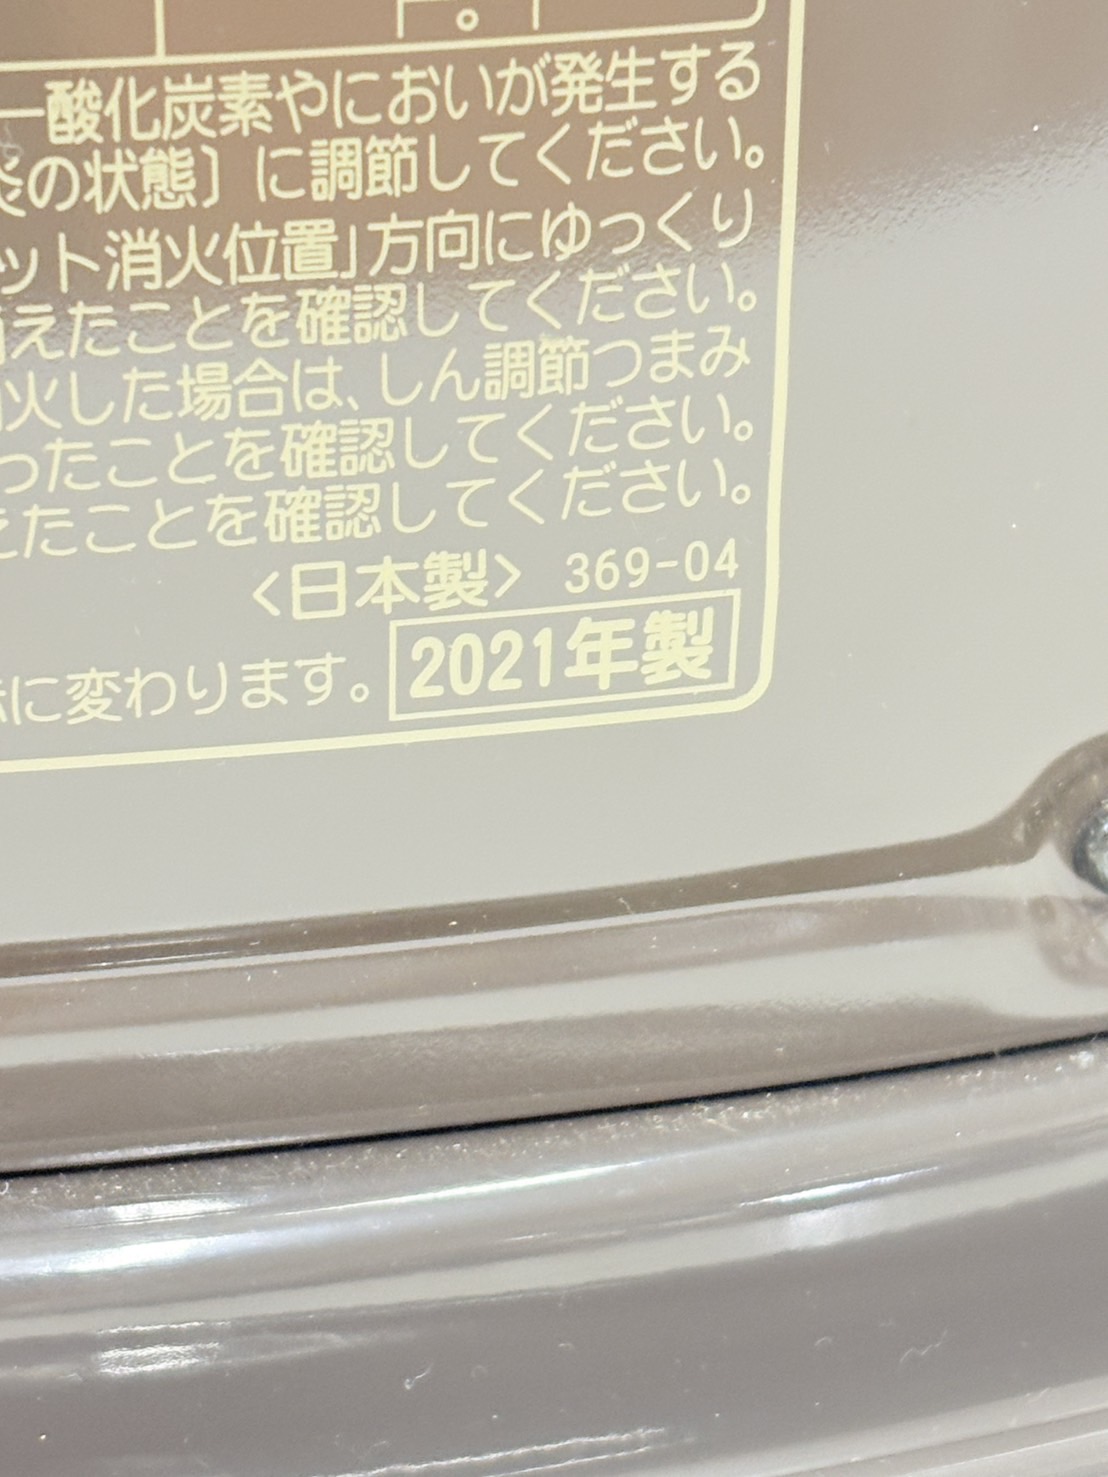 一酸化炭素やにおいが発生する
の状態〕に調節してください。
ット消火位置」方向にゆっくり
えたことを確認してください。
火した場合は、しん調節つまみ
ったことを確認してください。
たことを確認してください。
<日本製> 369-04
に変わります。 2021年製